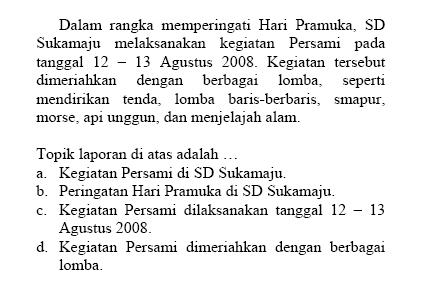 Dalam rangka memperingati Hari Pramuka, SD
Sukamaju melaksanakan kegiatan Persami pada
tanggal 12 – 13 Agustus 2008. Kegiatan tersebut
dimeriahkan dengan berbagai lomba, seperti
mendirikan tenda, lomba baris-berbaris, smapur,
morse, api unggun, dan menjelajah alam.
Topik laporan di atas adalah …
a. Kegiatan Persami di SD Sukamaju.
b. Peringatan Hari Pramuka di SD Sukamaju.
c. Kegiatan Persami dilaksanakan tanggal 12 – 13
Agustus 2008.
d. Kegiatan Persami dimeriahkan dengan berbagai
lomba.